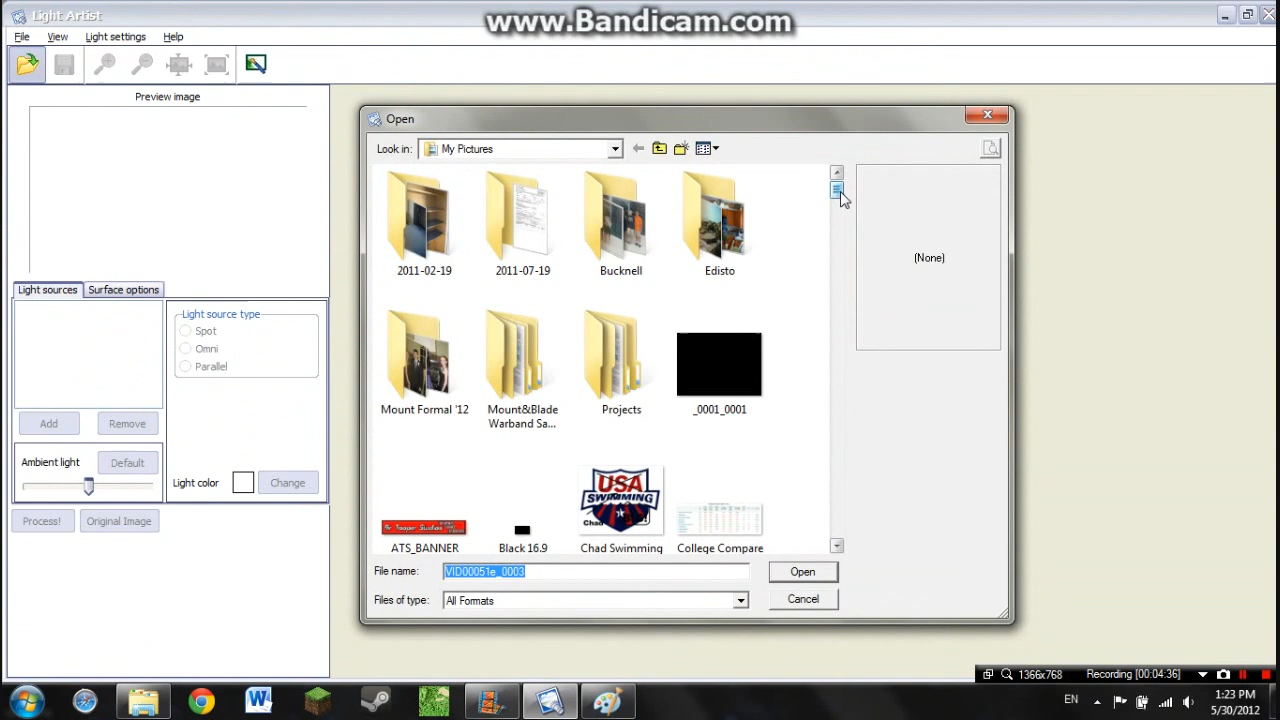 Light Artist
www.Bandicam.com
File View Light settings Help
Preview image
Open
Look in: My Pictures
2011-02-19 2011-07-19 Bucknell Edisto
(None)
Light sources Surface options
Light source type
Spot
Omni
Parallel
Mount Formal '12 Mount&Blade Warband Sa... Projects _0001_0001
Add Remove
Ambient light Default
Light color Change
USA
SWIMMING
Chad
Process! Original Image
ATS_BANNER Black 16.9 Chad Swimming College Compare
File name: VID00051e_0003 Open
Files of type: All Formats Cancel
1366x768 Recording [00:04:36]
EN
1:23 PM
5/30/2012